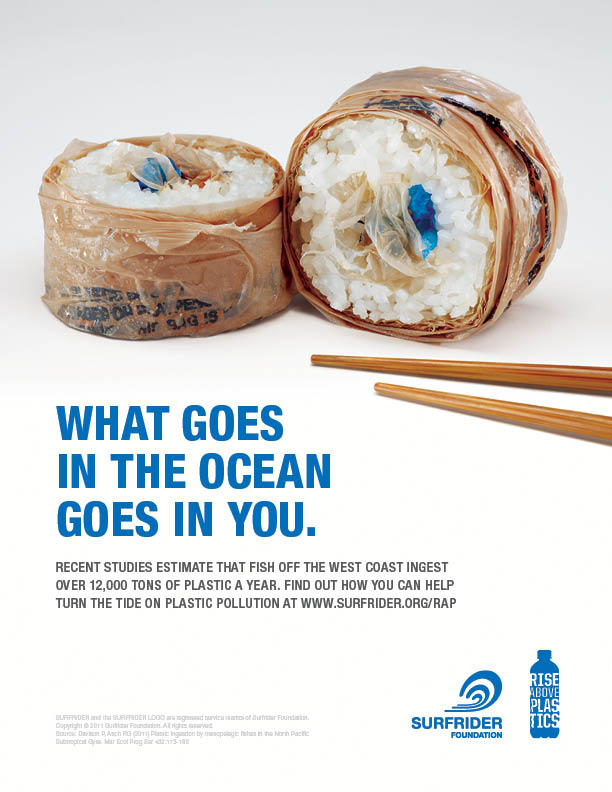 WHAT GOES
IN THE OCEAN
GOES IN YOU.
RECENT STUDIES ESTIMATE THAT FISH OFF THE WEST COAST INGEST
OVER 12,000 TONS OF PLASTIC A YEAR. FIND OUT HOW YOU CAN HELP
TURN THE TIDE ON PLASTIC POLLUTION AT WWW.SURFRIDER.ORG/RAP
SURFRIDER
FOUNDATION
RISE
ABOVE
PLAS
TICS
SURFRIDER and the SURFRIDER LOGO are registered service marks of Surfrider Foundation.
Copyright © 2011 Surfrider Foundation. All rights reserved.
Source: Davison P, Asch RG (2011) Plastic ingestion by mesopelagic fishes in the North Pacific
Subtropical Gyre. Mar Ecol Prog Ser 432:173-180